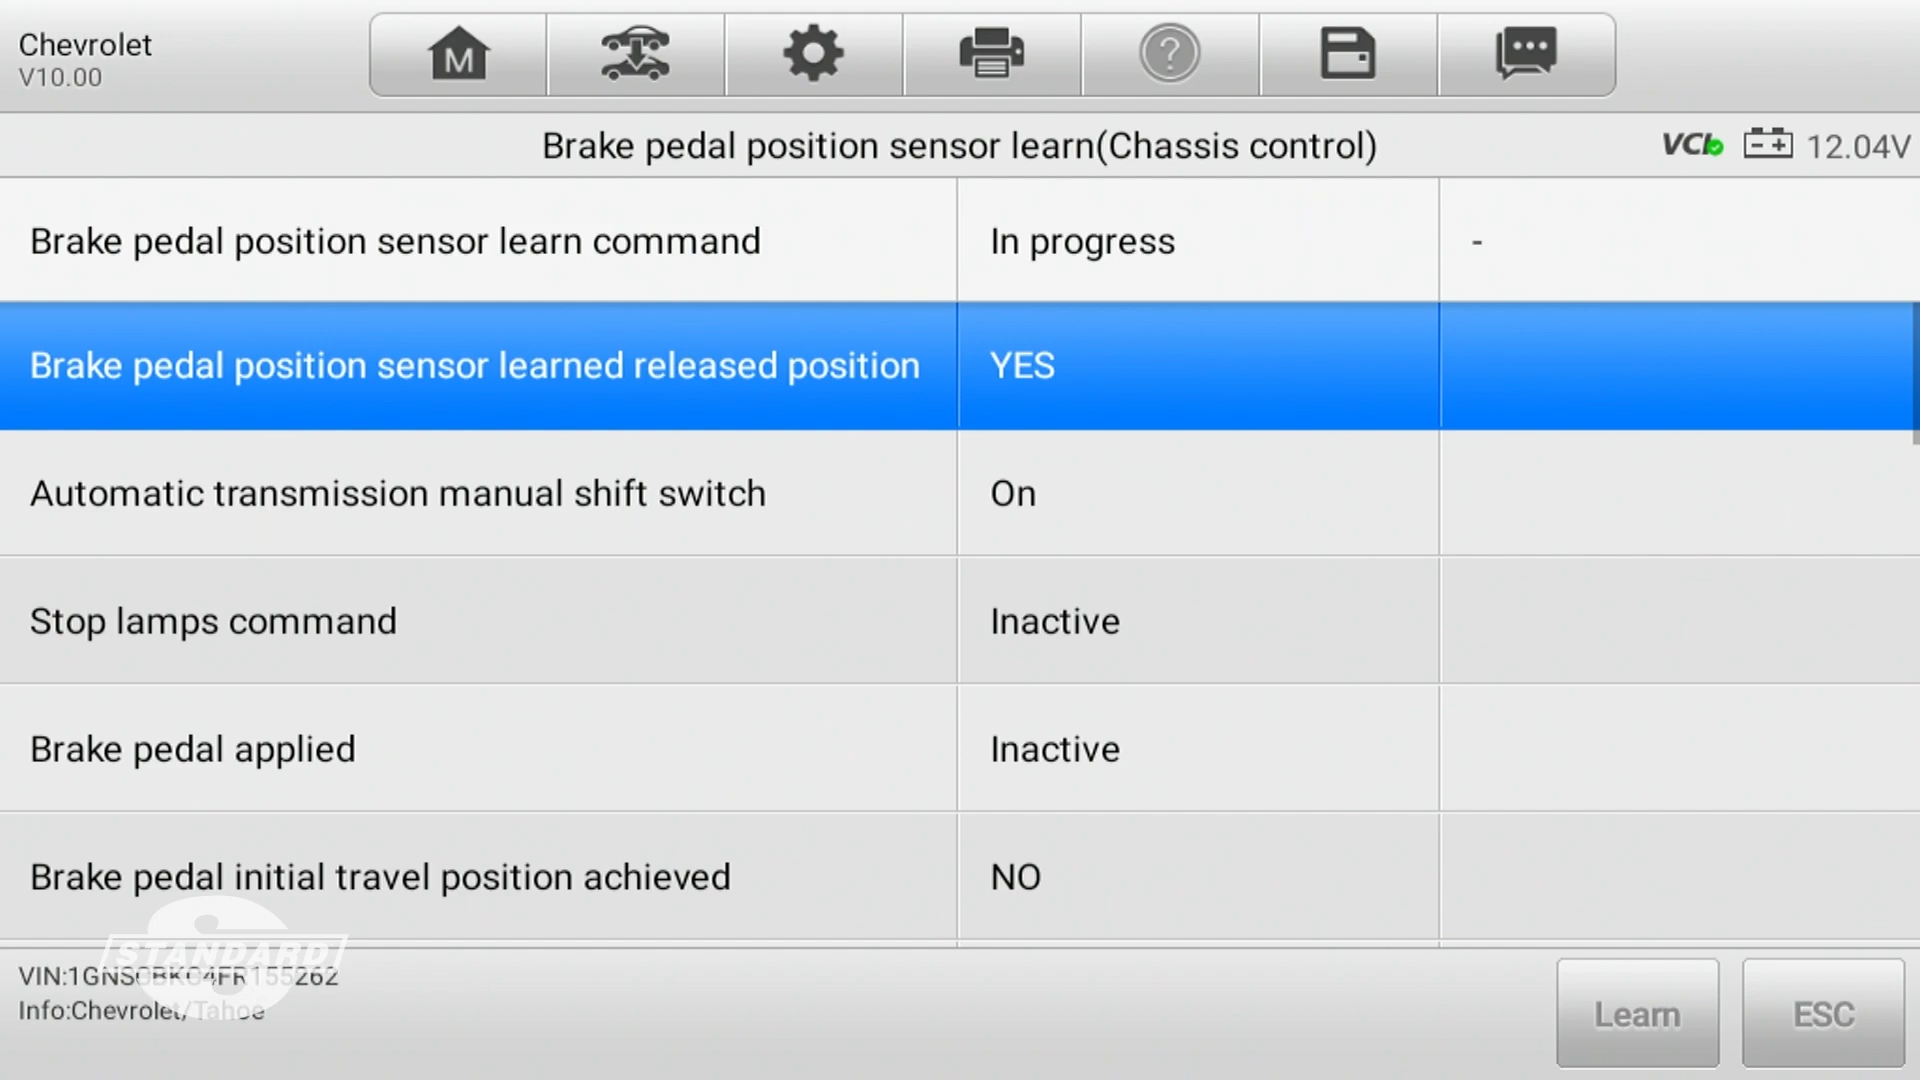 Chevrolet
V10.00
M
?
Brake pedal position sensor learn(Chassis control)
VCI
12.04V
Brake pedal position sensor learn command In progress -
Brake pedal position sensor learned released position YES
Automatic transmission manual shift switch On
Stop lamps command Inactive
Brake pedal applied Inactive
Brake pedal initial travel position achieved NO
S
STANDARD
VIN:1GNSCBKC4FR155262
Info:Chevrolet/Tahoe
Learn
ESC